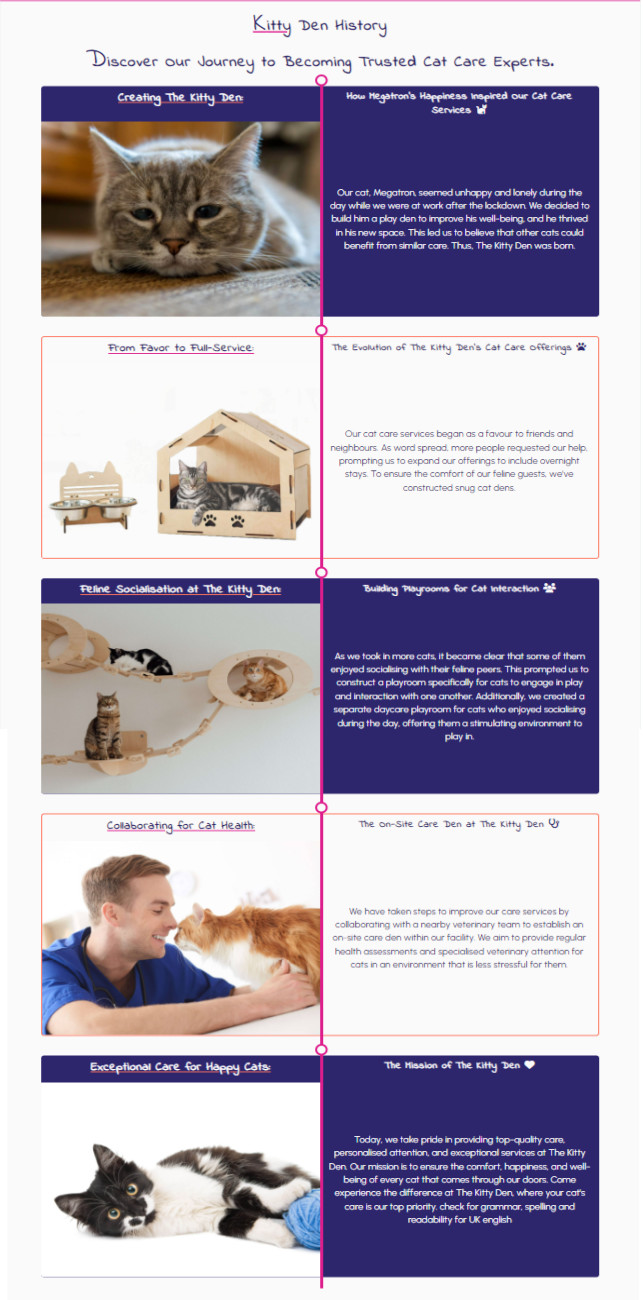 Kitty Den History
Discover our Journey to Becoming Trusted Cat Care Experts.
Creating The Kitty Den:
How Megatron's Happiness Inspired our Cat Care
Services
Our cat, Megatron, seemed unhappy and lonely during the
day while we were at work after the lockdown. We decided to
build him a play den to improve his well-being, and he thrived
in his new space. This led us to believe that other cats could
benefit from similar care. Thus, The Kitty Den was born.
From Favor to Full-Service:
The Evolution of The Kitty Den's Cat Care Offerings
Our cat care services began as a favour to friends and
neighbours. As word spread, more people requested our help,
prompting us to expand our offerings to include overnight
stays. To ensure the comfort of our feline guests, we've
constructed snug cat dens.
Feline Socialisation at The Kitty Den:
Building Playrooms for Cat Interaction
As we took in more cats, it became clear that some of them
enjoyed socialising with their feline peers. This prompted us to
construct a playroom specifically for cats to engage in play
and interaction with one another. Additionally, we created a
separate daycare playroom for cats who enjoyed socialising
during the day, offering them a stimulating environment to
play in.
Collaborating for Cat Health:
The On-Site Care Den at The Kitty Den
We have taken steps to improve our care services by
collaborating with a nearby veterinary team to establish an
on-site care den within our facility. We aim to provide regular
health assessments and specialised veterinary attention for
cats in an environment that is less stressful for them.
Exceptional Care for Happy Cats:
The Mission of The Kitty Den
Today, we take pride in providing top-quality care,
personalised attention, and exceptional services at The Kitty
Den. Our mission is to ensure the comfort, happiness, and well-
being of every cat that comes through our doors. Come
experience the difference at The Kitty Den, where your cat's
care is our top priority. check for grammar, spelling and
readability for UK english